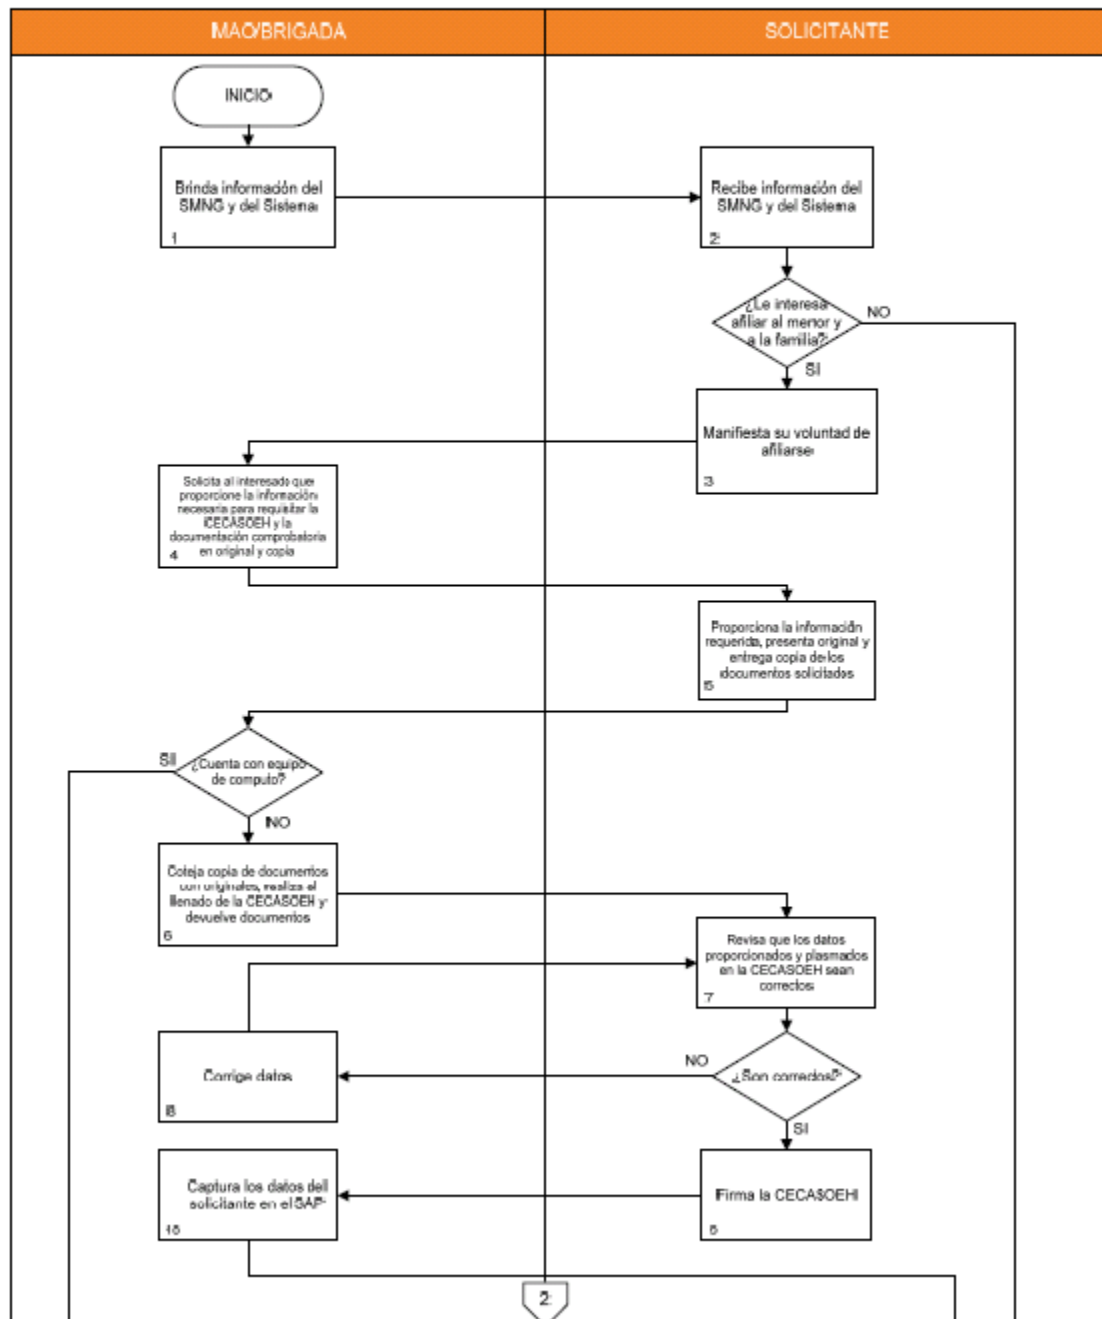 MAO/BRIGADA
SOLICITANTE
INICIO
Brinda información del
SMNG y del Sistema
1
Recibe información del
SMNG y del Sistema
2
¿Le interesa
afiliar al menor y
a la familia?
NO
SI
Manifiesta su voluntad de
afiliarse
3
Solicita al interesado que
proporcione la información
necesaria para requisitar la
CECASOEH y la
documentación comprobatoria
en original y copia
4
Proporciona la información
requerida, presenta original y
entrega copia de los
documentos solicitados
5
SI
¿Cuenta con equipo
de computo?
NO
Coteja copia de documentos
con originales, realiza el
llenado de la CECASOEH y
devuelve documentos
6
Revisa que los datos
proporcionados y plasmados
en la CECASOEH sean
correctos
7
NO
¿Son correctos?
Corrige datos
8
SI
Captura los datos del
solicitante en el SAP
Firma la CECASOEH
2